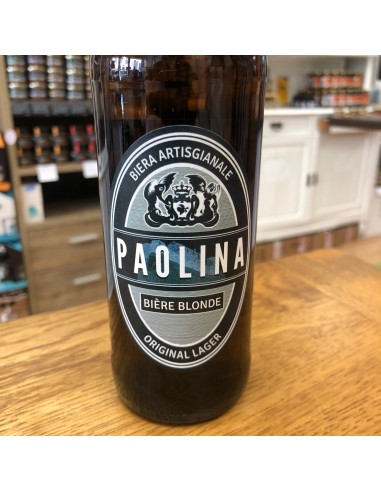 BIERA ARTISGIANALE
PAOLINA
BIÈRE BLONDE
ORIGINAL LAGER